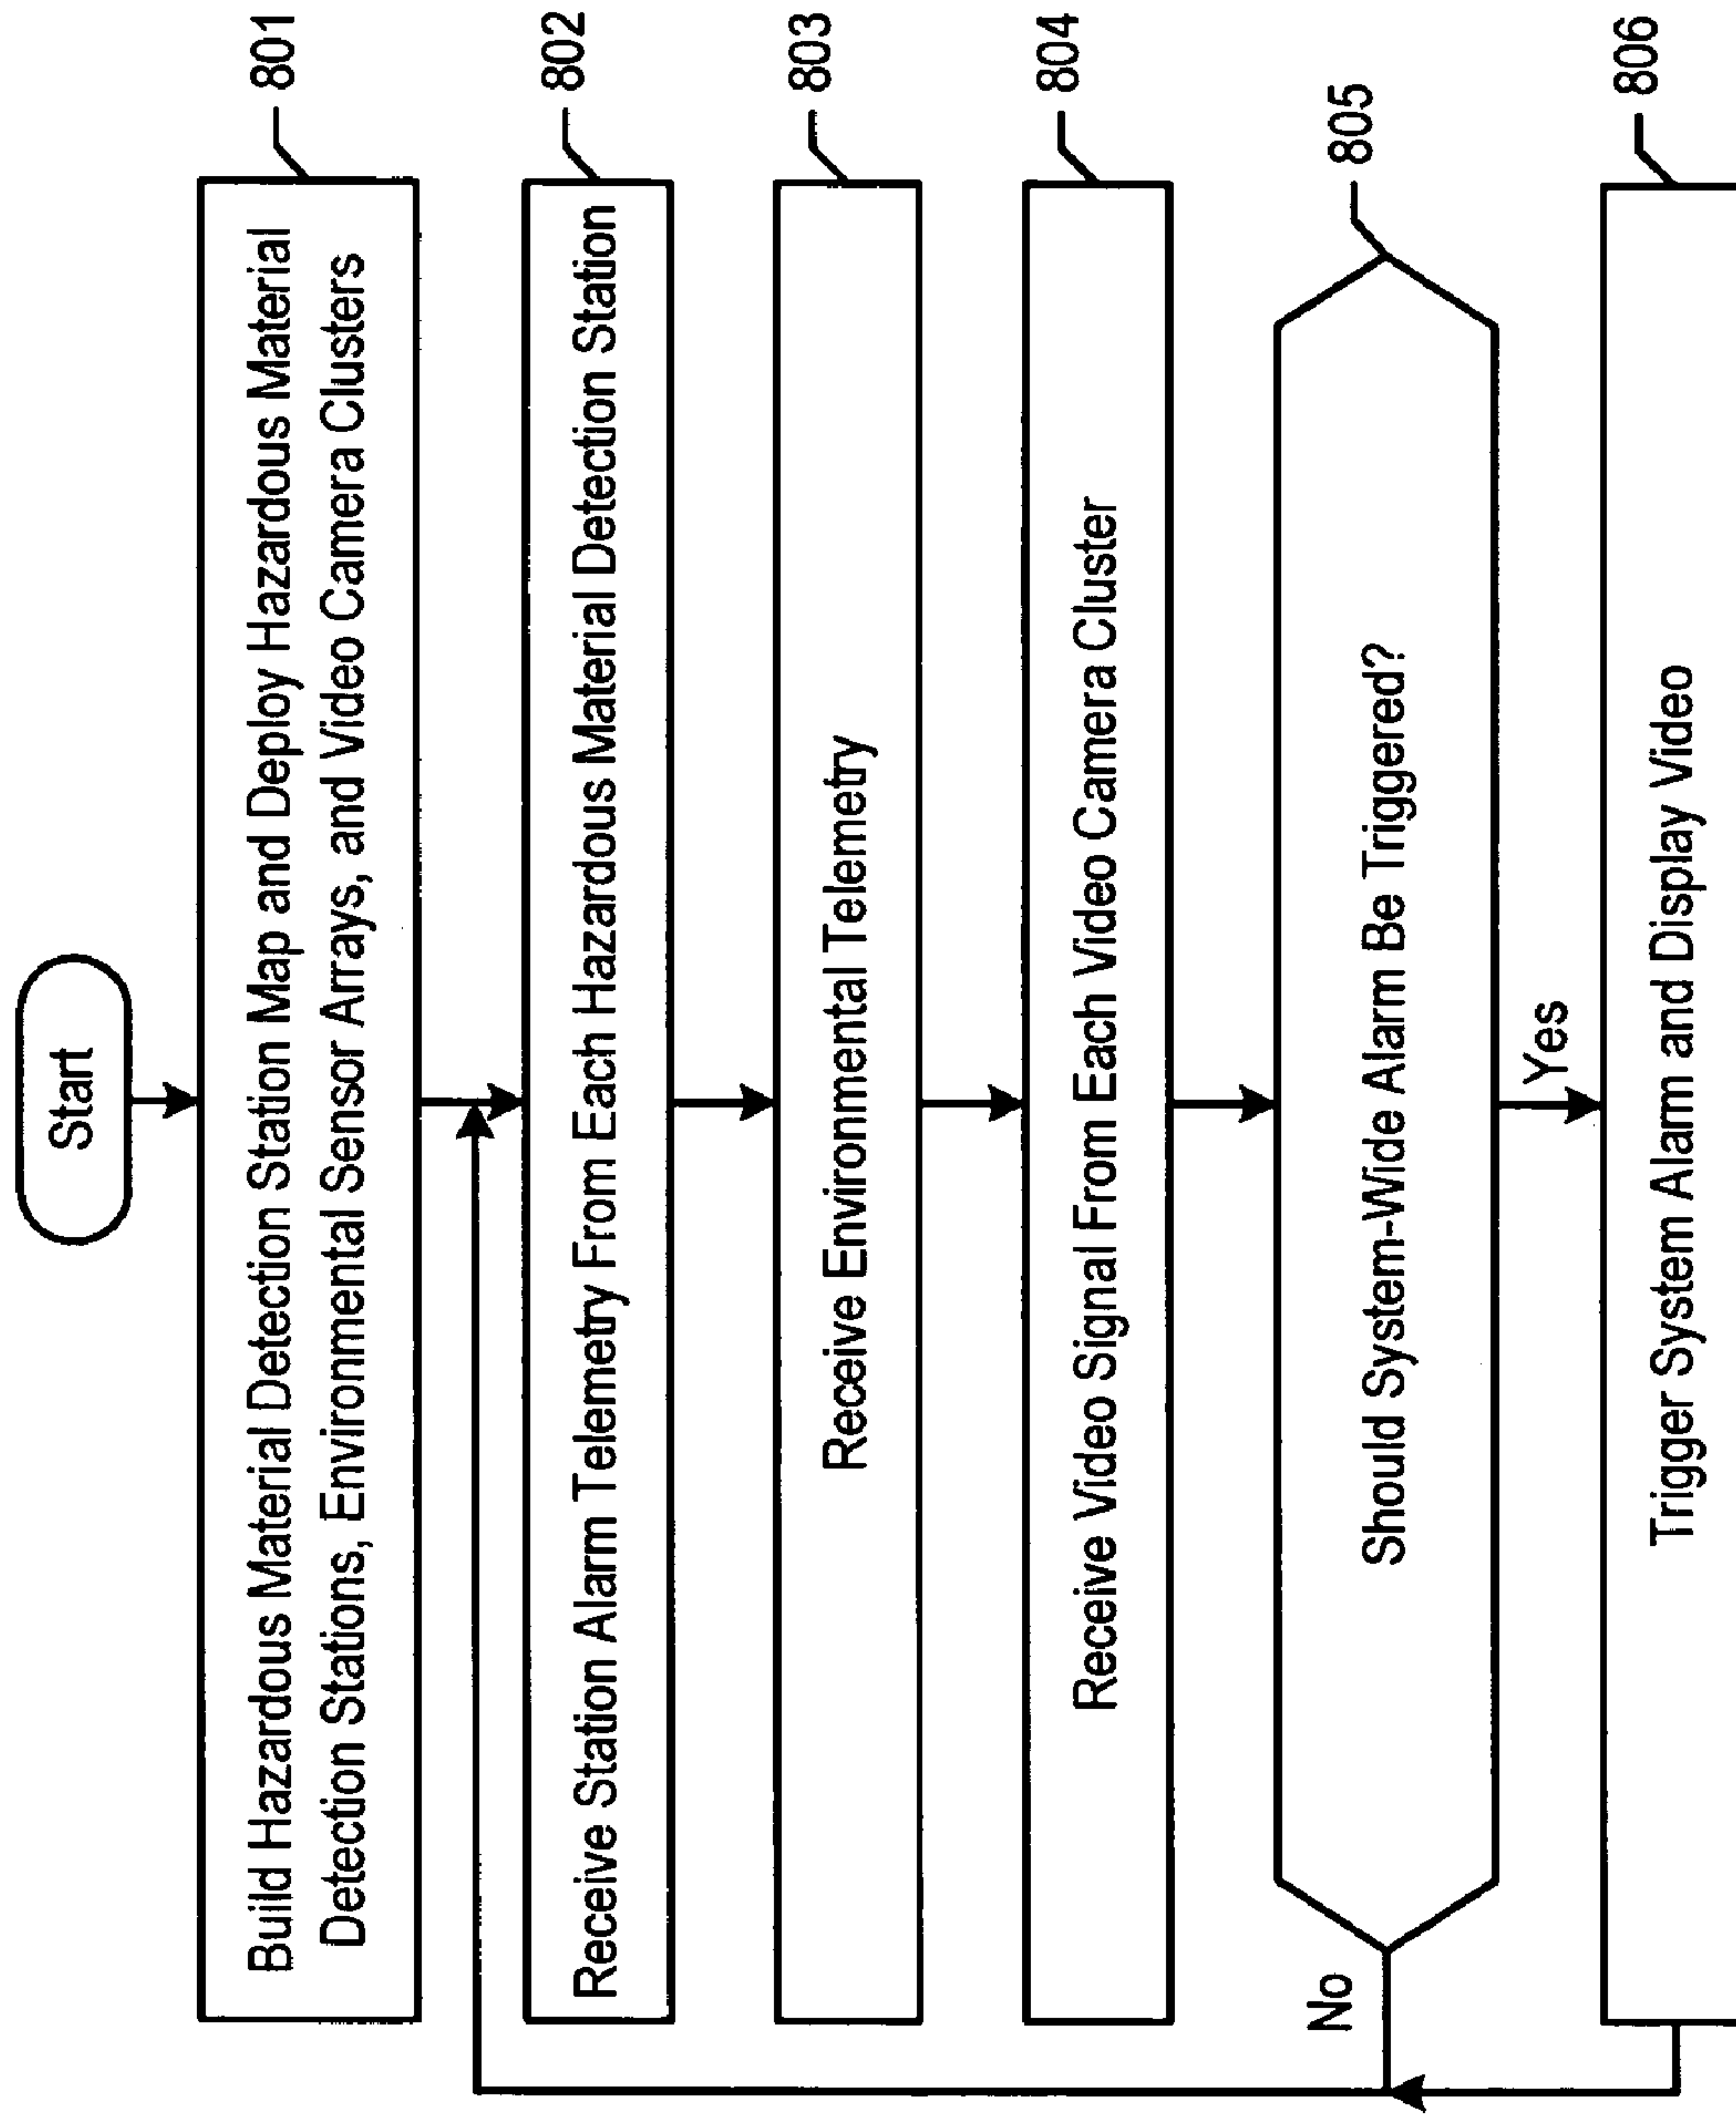 Start
Build Hazardous Material Detection Station Map and Deploy Hazardous Material
Detection Stations, Environmental Sensor Arrays, and Video Camera Clusters
801
Receive Station Alarm Telemetry From Each Hazardous Material Detection Station
802
Receive Environmental Telemetry
803
Receive Video Signal From Each Video Camera Cluster
804
Should System-Wide Alarm Be Triggered?
805
No
Yes
Trigger System Alarm and Display Video
806